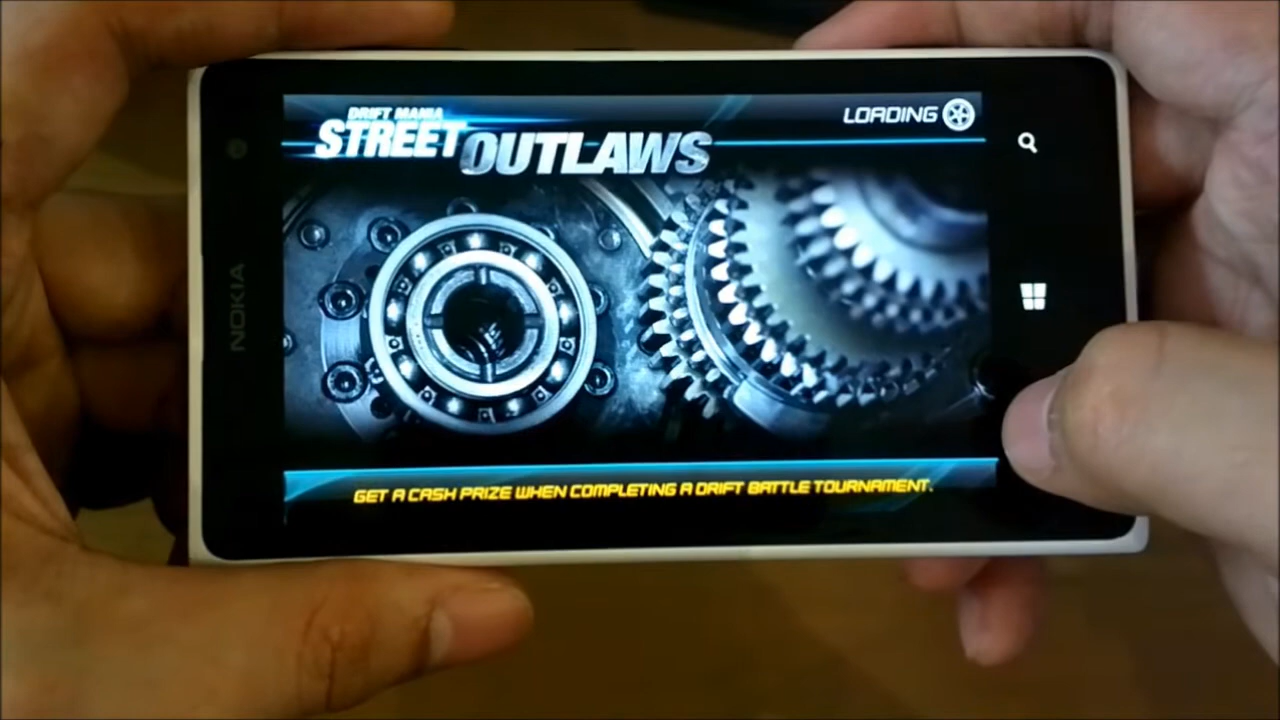 DRIFT MANIA
STREET OUTLAWS
LOADING
NOKIA
GET A CASH PRIZE WHEN COMPLETING A DRIFT BATTLE TOURNAMENT.